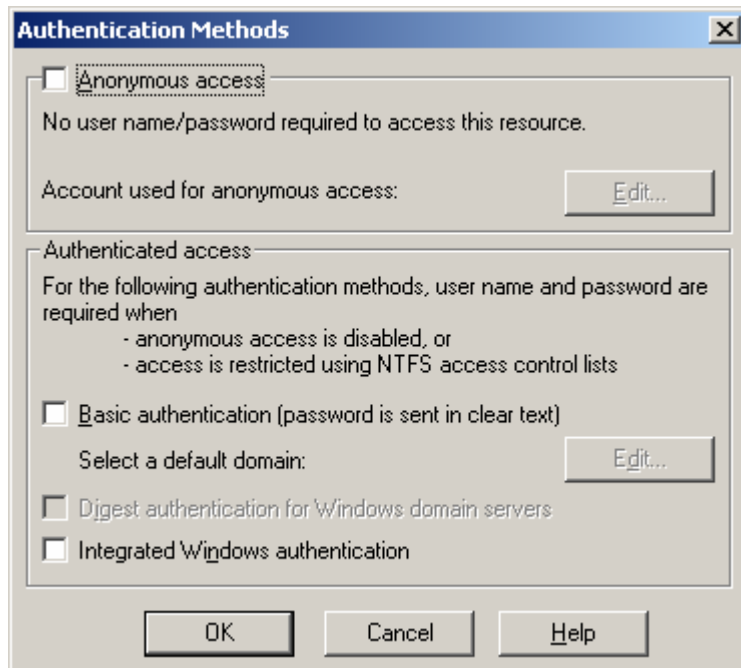 Authentication Methods
Anonymous access
No user name/password required to access this resource.
Account used for anonymous access:
Edit...
Authenticated access
For the following authentication methods, user name and password are
required when
- anonymous access is disabled, or
- access is restricted using NTFS access control lists
Basic authentication (password is sent in clear text)
Select a default domain:
Edit...
Digest authentication for Windows domain servers
Integrated Windows authentication
OK
Cancel
Help